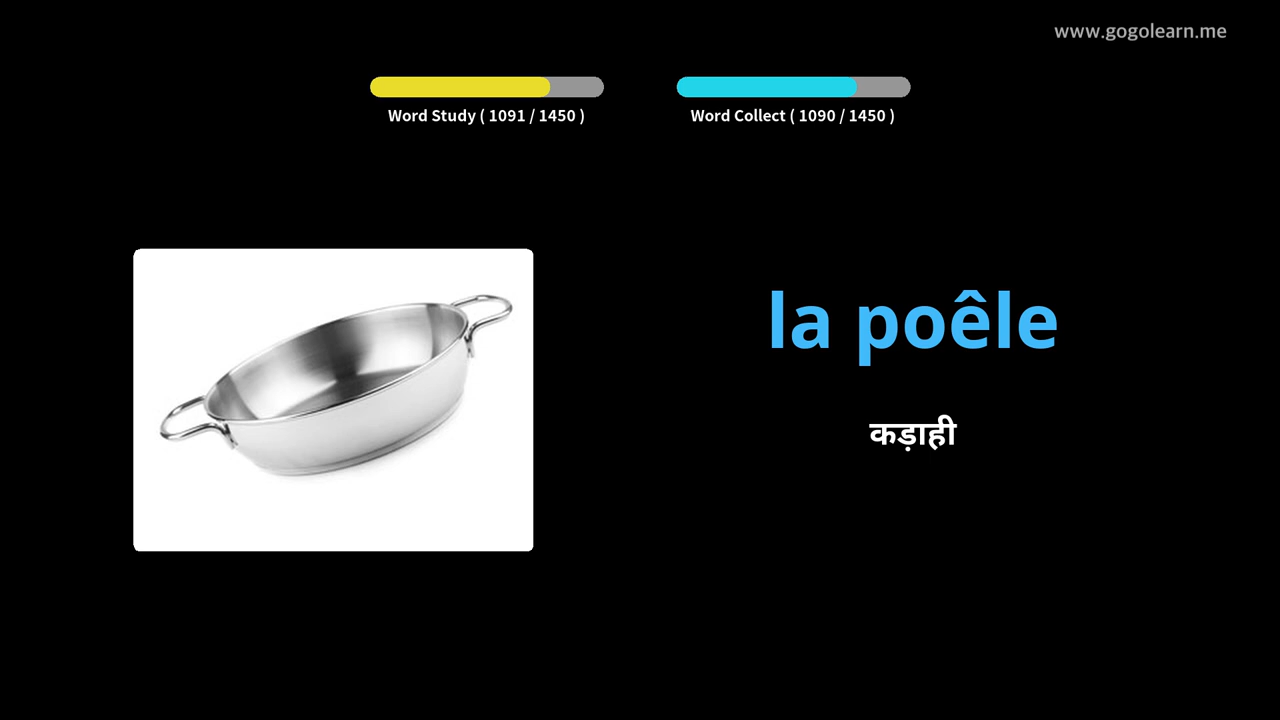 www.gogolearn.me
Word Study ( 1091 / 1450 )
Word Collect ( 1090 / 1450 )
la poêle
कड़ाही